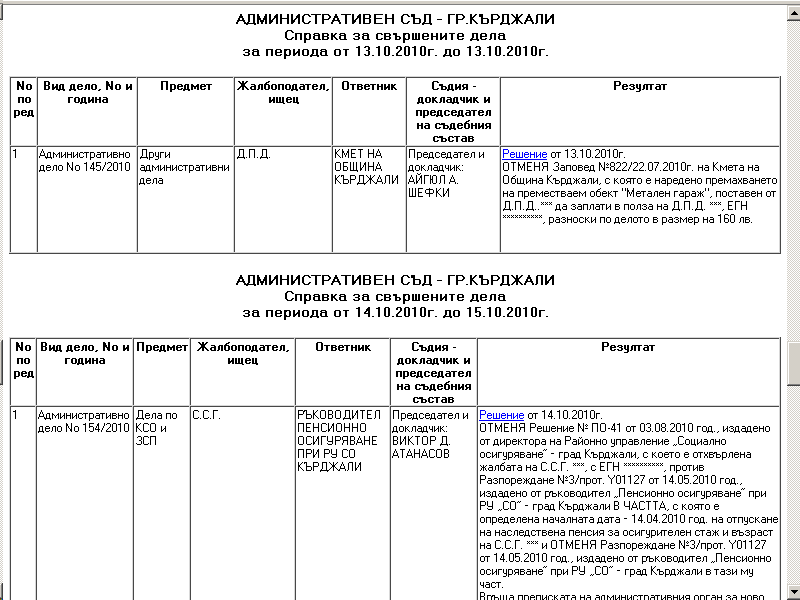 АДМИНИСТРАТИВЕН СЪД - ГР.КЪРДЖАЛИ
Справка за свършените дела
за периода от 13.10.2010г. до 13.10.2010г.
No по ред
Вид дело, No и година
Предмет
Жалбоподател, ищец
Ответник
Съдия - докладчик и председател на съдебния състав
Резултат
1
Административно дело No 145/2010
Други административни дела
Д.П.Д.
КМЕТ НА ОБЩИНА КЪРДЖАЛИ
Председател и докладчик: АЙГЮЛ А. ШЕФКИ
Решение от 13.10.2010г.
ОТМЕНЯ Заповед №822/22.07.2010г. на Кмета на
Община Кърджали, с която е наредено премахването
на преместваем обект "Метален гараж", поставен от
Д.П.Д..*** да заплати в полза на Д.П.Д. ***, ЕГН
**********, разноски по делото в размер на 160 лв.
АДМИНИСТРАТИВЕН СЪД - ГР.КЪРДЖАЛИ
Справка за свършените дела
за периода от 14.10.2010г. до 15.10.2010г.
No по ред
Вид дело, No и година
Предмет
Жалбоподател, ищец
Ответник
Съдия - докладчик и председател на съдебния състав
Резултат
1
Административно дело No 154/2010
Дела по КСО и ЗСП
С.С.Г.
РЪКОВОДИТЕЛ ПЕНСИОННО ОСИГУРЯВАНЕ ПРИ РУ СО КЪРДЖАЛИ
Председател и докладчик: ВИКТОР Д. АТАНАСОВ
Решение от 14.10.2010г.
ОТМЕНЯ Решение № ПО-41 от 03.08.2010 год., издадено
от директора на Районно управление „Социално
осигуряване” - град Кърджали, с което е отхвърлена
жалбата на С.С.Г. ***, с ЕГН **********, против
Разпореждане №3/прот. Y01127 от 14.05.2010 год.,
издадено от ръководител „Пенсионно осигуряване” при
РУ „СО” - град Кърджали В ЧАСТТА, с която е
определена началната дата - 14.04.2010 год. на отпускане
на наследствена пенсия за осигурителен стаж и възраст
на С.С.Г. *** и ОТМЕНЯ Разпореждане №3/прот. Y01127
от 14.05.2010 год., издадено от ръководител „Пенсионно
осигуряване” при РУ „СО” - град Кърджали в тази му
част.
Връща преписката на административния орган за ново